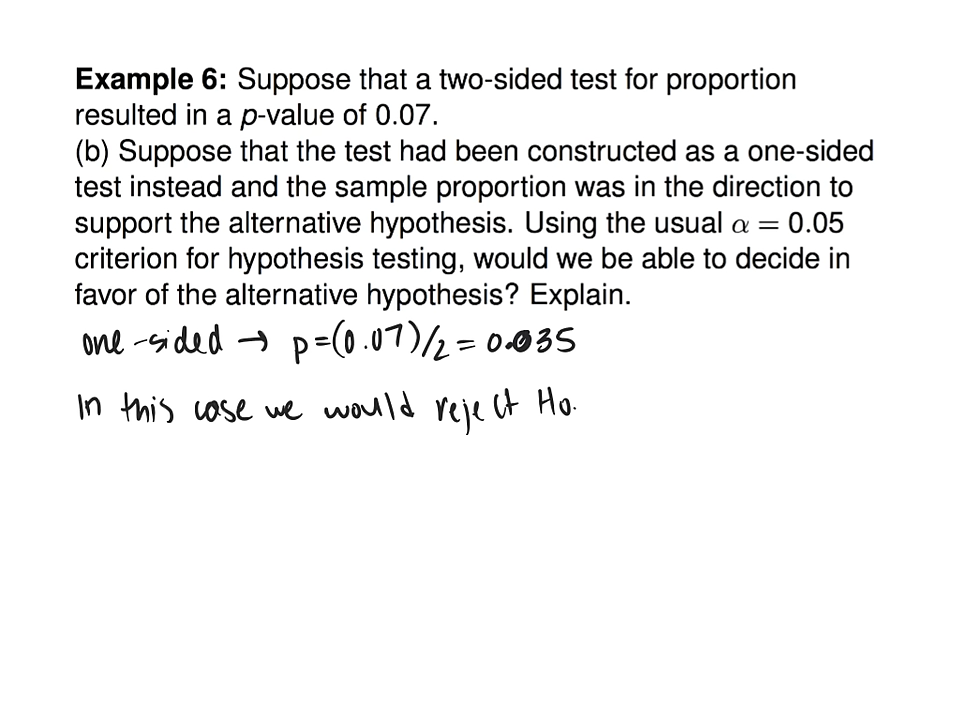 Example 6: Suppose that a two-sided test for proportion
resulted in a p-value of 0.07.
(b) Suppose that the test had been constructed as a one-sided
test instead and the sample proportion was in the direction to
support the alternative hypothesis. Using the usual α = 0.05
criterion for hypothesis testing, would we be able to decide in
favor of the alternative hypothesis? Explain.
one-sided → p=(0.07)/2 = 0.035
In this case we would reject Ho.